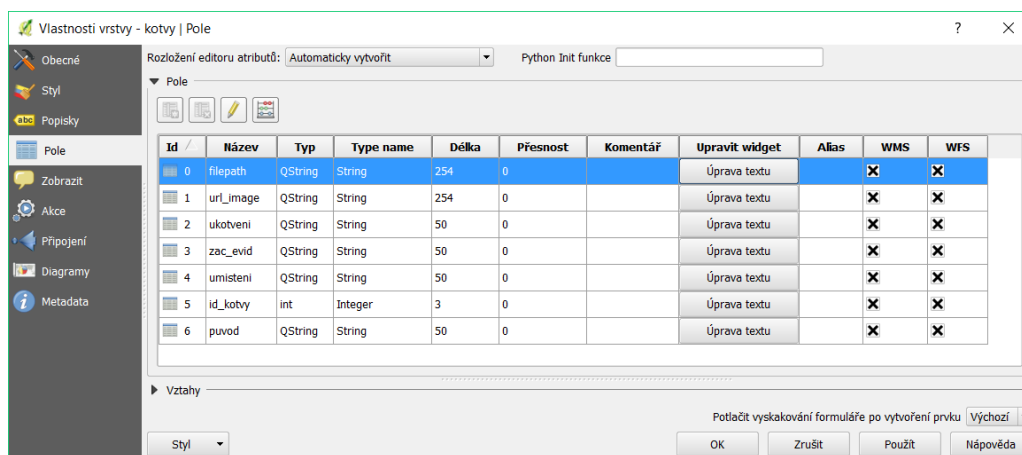 Vlastnosti vrstvy - kotvy | Pole ?
Obecné
Styl
abc Popisky
Pole
Zobrazit
Akce
Připojení
Diagramy
Metadata
Rozložení editoru atributů: Automaticky vytvořit Python Init funkce
Pole
Id Název Typ Type name Délka Přesnost Komentář Upravit widget Alias WMS WFS
0 filepath QString String 254 0 Úprava textu
1 url_image QString String 254 0 Úprava textu
2 ukotveni QString String 50 0 Úprava textu
3 zac_evid QString String 50 0 Úprava textu
4 umisteni QString String 50 0 Úprava textu
5 id_kotvy int Integer 3 0 Úprava textu
6 puvod QString String 50 0 Úprava textu
Vztahy
Potlačit vyskakování formuláře po vytvoření prvku Výchozí
Styl OK Zrušit Použít Nápověda